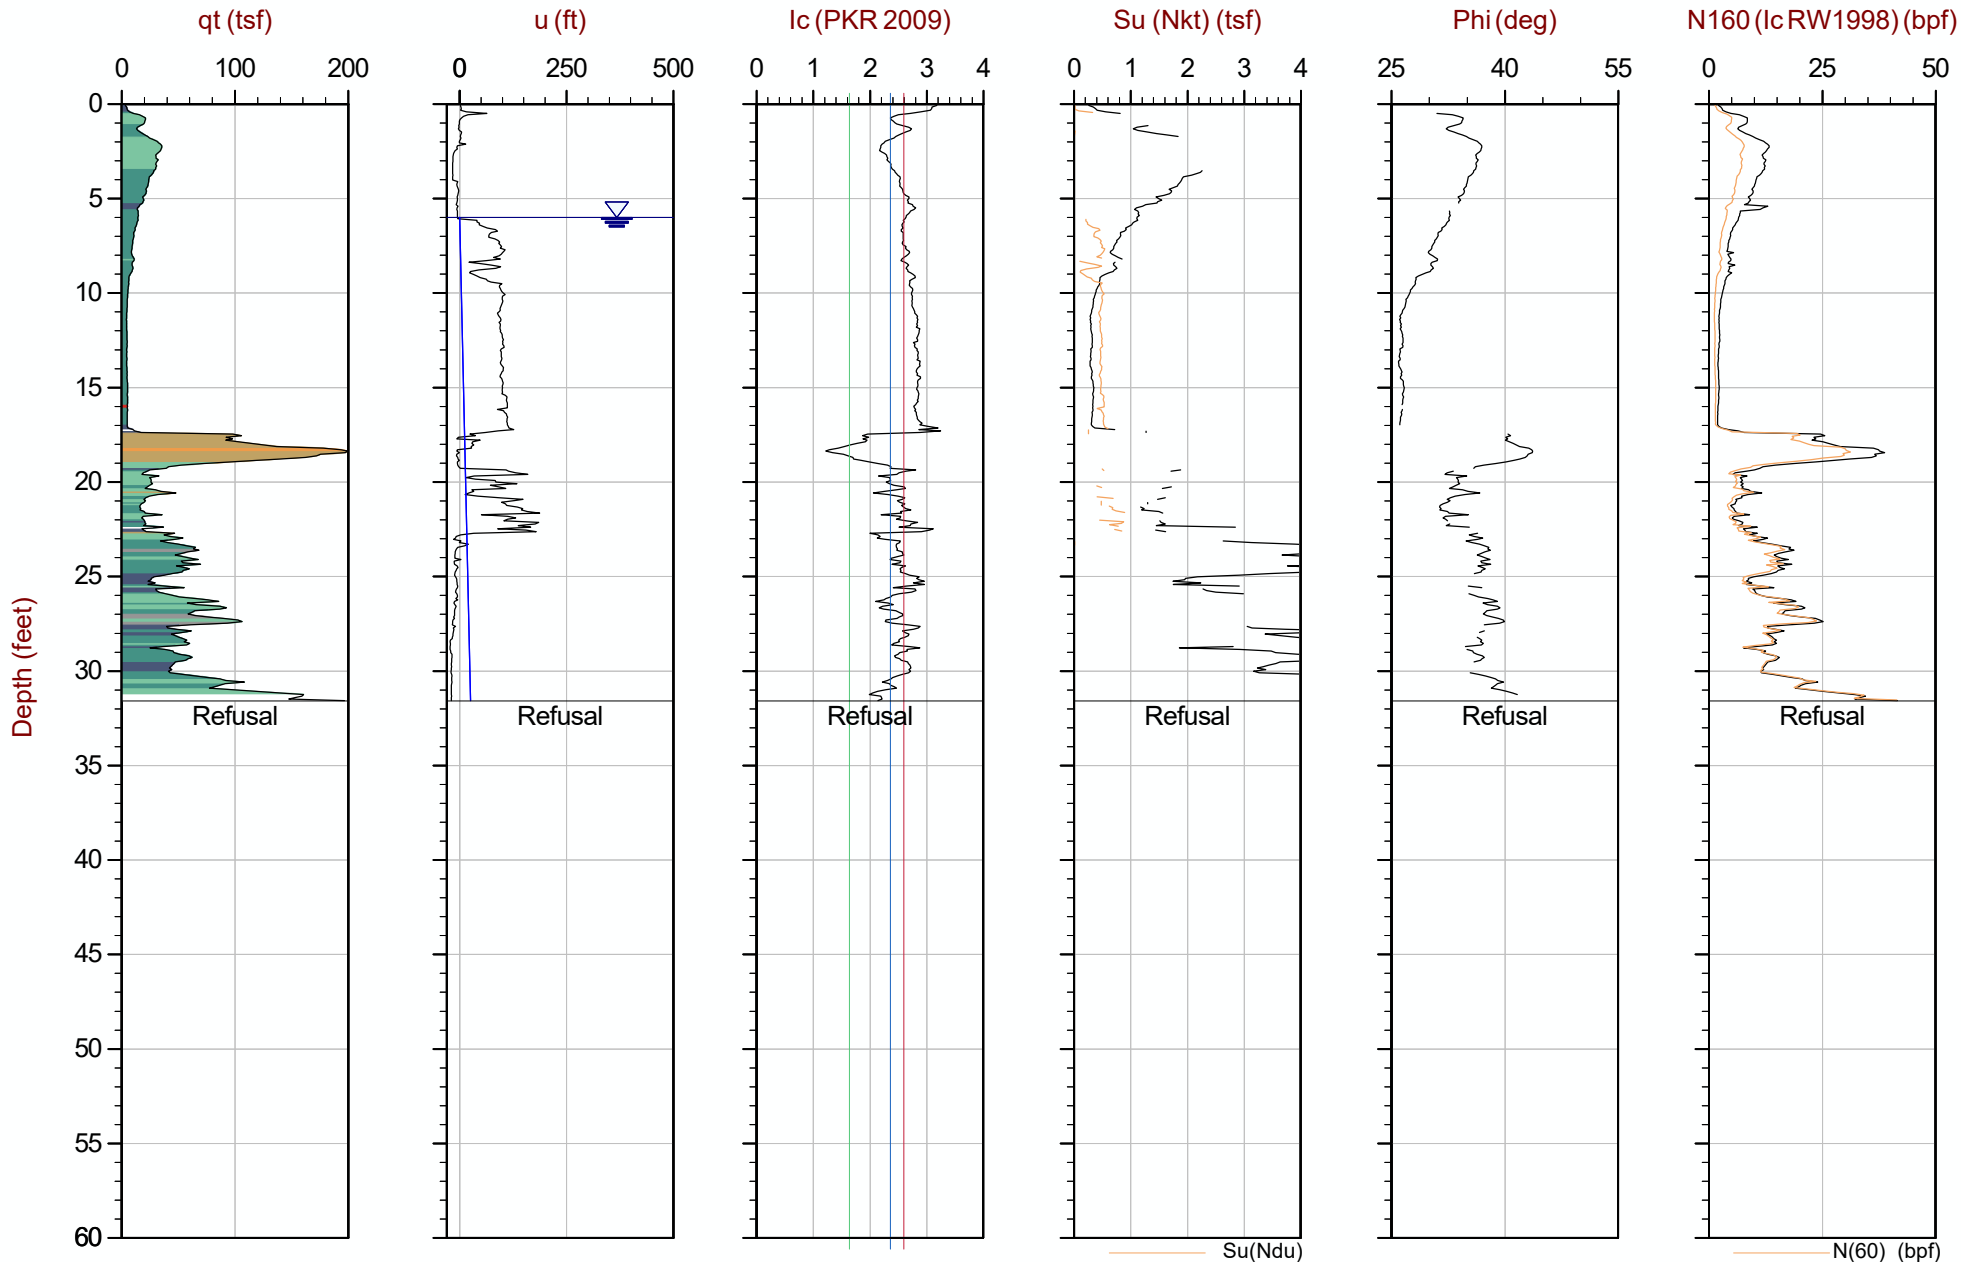 qt (tsf) u (ft) Ic (PKR 2009) Su (Nkt) (tsf) Phi (deg) N160 (Ic RW1998) (bpf)
0 100 200 0 250 500 0 1 2 3 4 0 1 2 3 4 25 40 55 0 25 50
0
5
10
15
20
25
30
Refusal Refusal Refusal Refusal Refusal Refusal
35
40
45
50
55
60
Depth (feet)
Su(Ndu) N(60) (bpf)